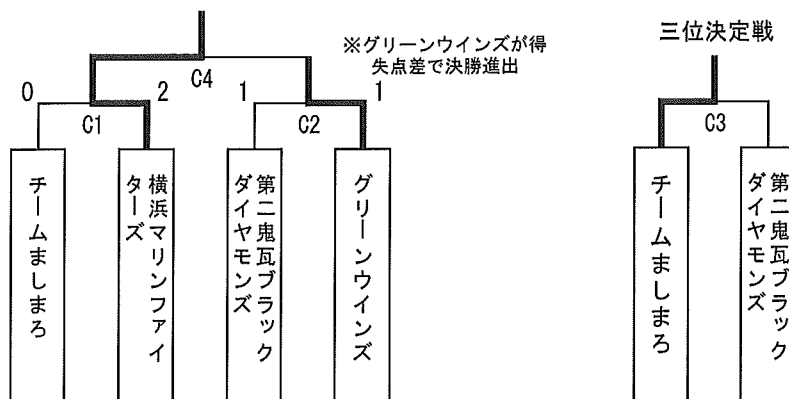 ※グリーンウインズが得
失点差で決勝進出
三位決定戦
C4
0
2
1
1
C1
C2
C3
チームましまろ
横浜マリンファイ
ターズ
第二鬼瓦ブラック
ダイヤモンズ
グリーンウインズ
チームましまろ
第二鬼瓦ブラック
ダイヤモンズ